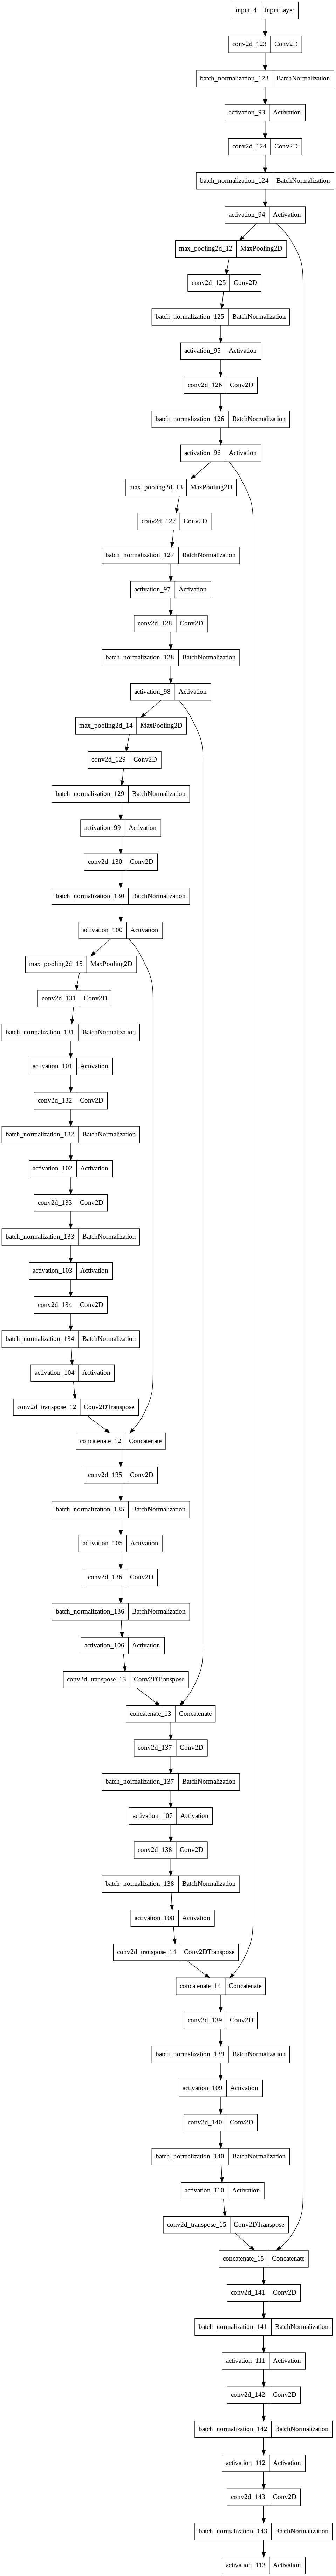 input_4 InputLayer
conv2d_123 Conv2D
batch_normalization_123 BatchNormalization
activation_93 Activation
conv2d_124 Conv2D
batch_normalization_124 BatchNormalization
activation_94 Activation
max_pooling2d_12 MaxPooling2D
conv2d_125 Conv2D
batch_normalization_125 BatchNormalization
activation_95 Activation
conv2d_126 Conv2D
batch_normalization_126 BatchNormalization
activation_96 Activation
max_pooling2d_13 MaxPooling2D
conv2d_127 Conv2D
batch_normalization_127 BatchNormalization
activation_97 Activation
conv2d_128 Conv2D
batch_normalization_128 BatchNormalization
activation_98 Activation
max_pooling2d_14 MaxPooling2D
conv2d_129 Conv2D
batch_normalization_129 BatchNormalization
activation_99 Activation
conv2d_130 Conv2D
batch_normalization_130 BatchNormalization
activation_100 Activation
max_pooling2d_15 MaxPooling2D
conv2d_131 Conv2D
batch_normalization_131 BatchNormalization
activation_101 Activation
conv2d_132 Conv2D
batch_normalization_132 BatchNormalization
activation_102 Activation
conv2d_133 Conv2D
batch_normalization_133 BatchNormalization
activation_103 Activation
conv2d_134 Conv2D
batch_normalization_134 BatchNormalization
activation_104 Activation
conv2d_transpose_12 Conv2DTranspose
concatenate_12 Concatenate
conv2d_135 Conv2D
batch_normalization_135 BatchNormalization
activation_105 Activation
conv2d_136 Conv2D
batch_normalization_136 BatchNormalization
activation_106 Activation
conv2d_transpose_13 Conv2DTranspose
concatenate_13 Concatenate
conv2d_137 Conv2D
batch_normalization_137 BatchNormalization
activation_107 Activation
conv2d_138 Conv2D
batch_normalization_138 BatchNormalization
activation_108 Activation
conv2d_transpose_14 Conv2DTranspose
concatenate_14 Concatenate
conv2d_139 Conv2D
batch_normalization_139 BatchNormalization
activation_109 Activation
conv2d_140 Conv2D
batch_normalization_140 BatchNormalization
activation_110 Activation
conv2d_transpose_15 Conv2DTranspose
concatenate_15 Concatenate
conv2d_141 Conv2D
batch_normalization_141 BatchNormalization
activation_111 Activation
conv2d_142 Conv2D
batch_normalization_142 BatchNormalization
activation_112 Activation
conv2d_143 Conv2D
batch_normalization_143 BatchNormalization
activation_113 Activation